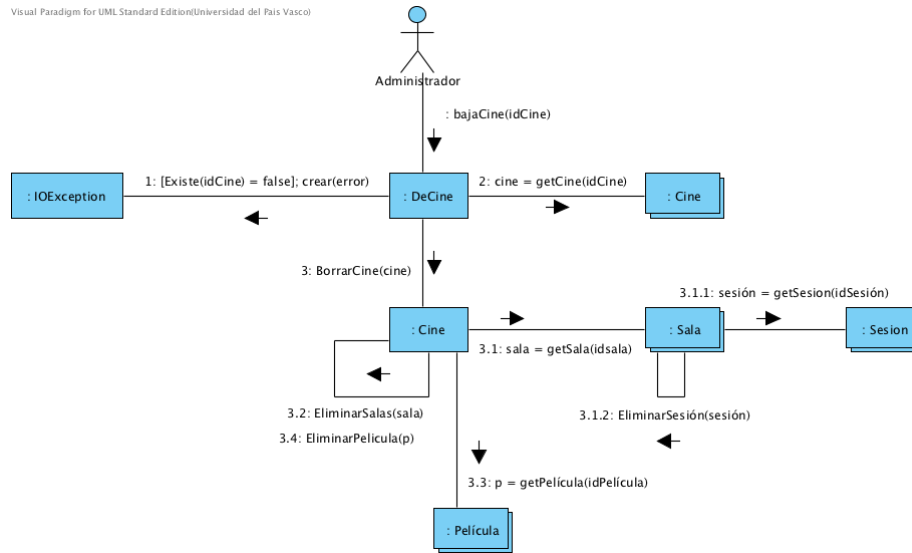 Visual Paradigm for UML Standard Edition(Universidad del Pais Vasco)
Administrador
: bajaCine(idCine)
1: [Existe(idCine) = false]; crear(error)
2: cine = getCine(idCine)
: IOException
: DeCine
: Cine
3: BorrarCine(cine)
3.1.1: sesión = getSesion(idSesión)
: Cine
: Sala
: Sesion
3.1: sala = getSala(idsala)
3.2: EliminarSalas(sala)
3.1.2: EliminarSesión(sesión)
3.4: EliminarPelicula(p)
3.3: p = getPelícula(idPelícula)
: Película